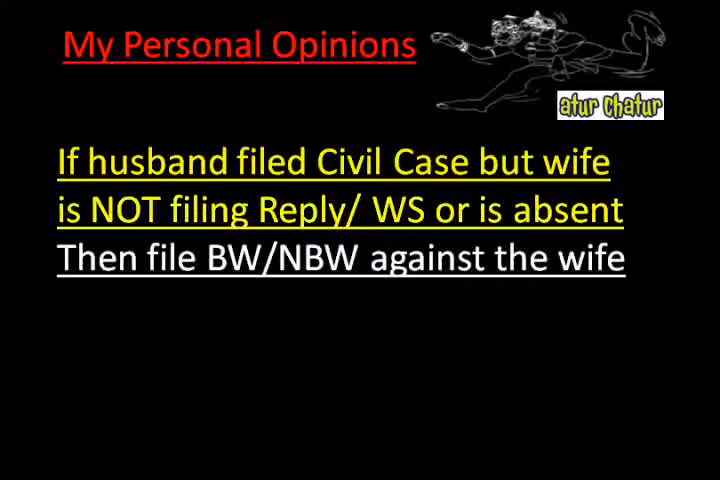 My Personal Opinions
atur chatur
If husband filed Civil Case but wife
is NOT filing Reply/ WS or is absent
Then file BW/NBW against the wife